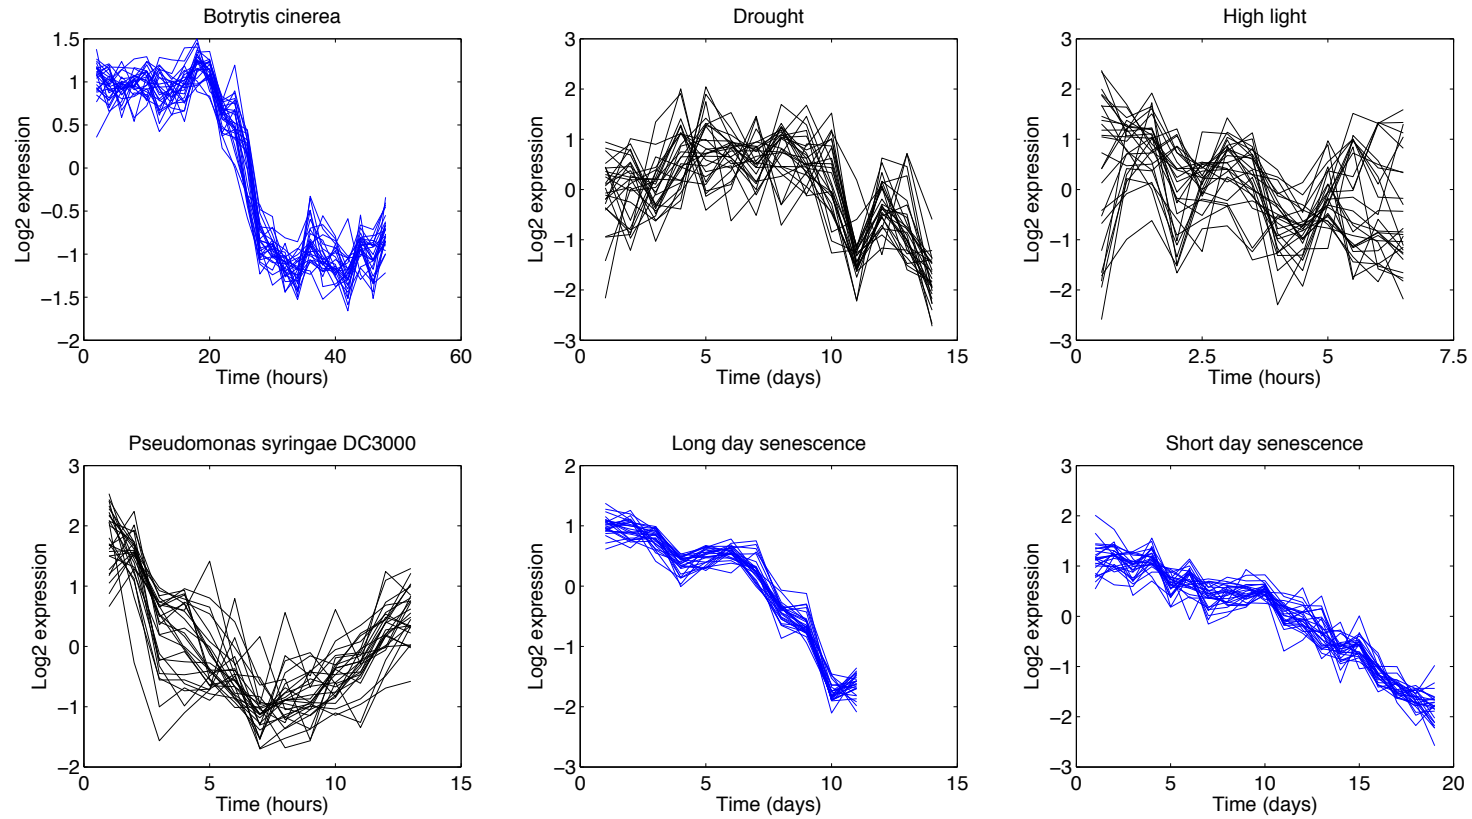 Botrytis cinerea
1.5
1
0.5
0
−0.5
−1
−1.5
−2
0 20 40 60
Log2 expression
Time (hours)
Drought
3
2
1
0
−1
−2
−3
0 5 10 15
Log2 expression
Time (days)
High light
3
2
1
0
−1
−2
−3
0 2.5 5 7.5
Log2 expression
Time (hours)
Pseudomonas syringae DC3000
3
2
1
0
−1
−2
0 5 10 15
Log2 expression
Time (hours)
Long day senescence
2
1
0
−1
−2
−3
0 5 10 15
Log2 expression
Time (days)
Short day senescence
3
2
1
0
−1
−2
−3
0 5 10 15 20
Log2 expression
Time (days)